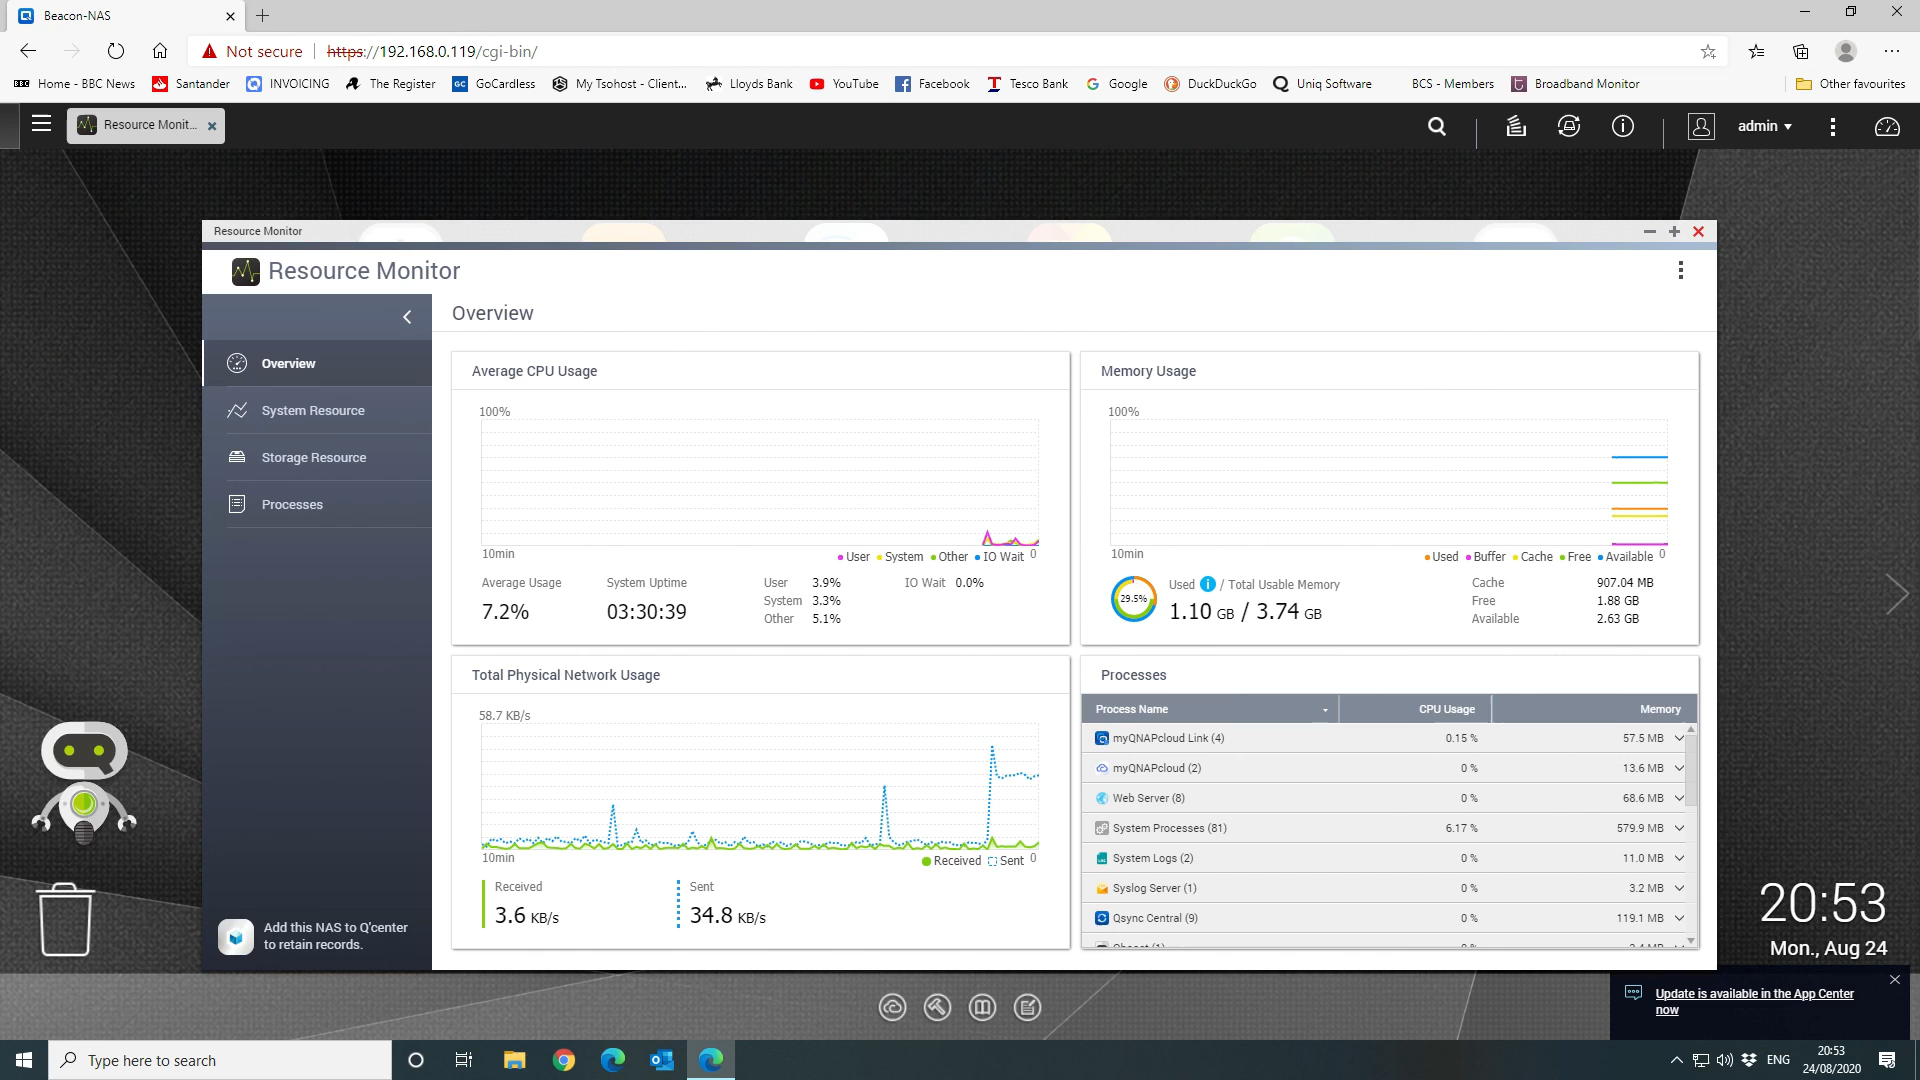 Beacon-NAS
Not secure https://192.168.0.119/cgi-bin/
BBC Home - BBC News Santander INVOICING The Register GC GoCardless My Tsohost - Client... Lloyds Bank YouTube Facebook Tesco Bank Google DuckDuckGo Uniq Software BCS - Members Broadband Monitor Other favourites
Resource Monit... admin
Resource Monitor
Resource Monitor
Overview
Overview
System Resource
Storage Resource
Processes
Add this NAS to Q'center
to retain records.
Average CPU Usage
100%
10min
User System Other IO Wait 0
Average Usage System Uptime User 3.9% IO Wait 0.0%
7.2% 03:30:39 System 3.3%
Other 5.1%
Memory Usage
100%
10min
Used Buffer Cache Free Available 0
29.5%
Used / Total Usable Memory
1.10 GB / 3.74 GB
Cache 907.04 MB
Free 1.88 GB
Available 2.63 GB
Total Physical Network Usage
58.7 KB/s
10min
Received Sent 0
Received Sent
3.6 KB/s 34.8 KB/s
Processes
Process Name CPU Usage Memory
myQNAPcloud Link (4) 0.15 % 57.5 MB
myQNAPcloud (2) 0 % 13.6 MB
Web Server (8) 0 % 68.6 MB
System Processes (81) 6.17 % 579.9 MB
System Logs (2) 0 % 11.0 MB
Syslog Server (1) 0 % 3.2 MB
Qsync Central (9) 0 % 119.1 MB
20:53
Mon., Aug 24
Update is available in the App Center
now
Type here to search
ENG
20:53
24/08/2020